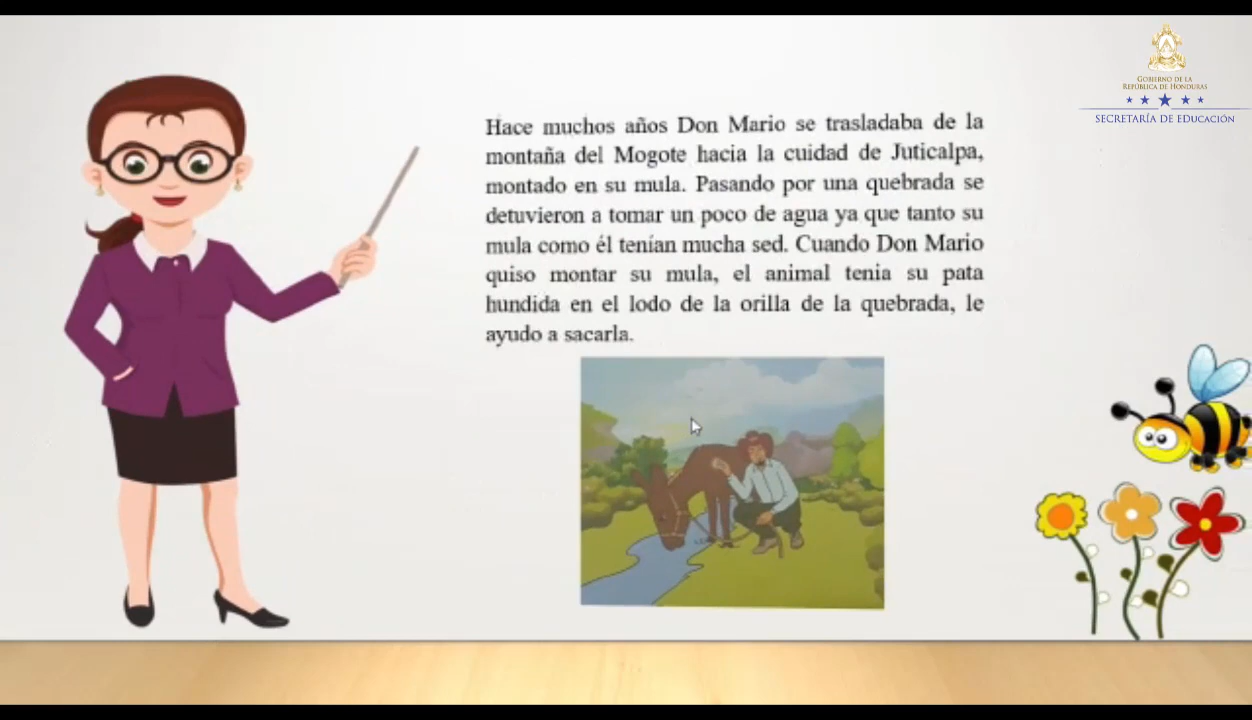 GOBIERNO DE LA
REPÚBLICA DE HONDURAS
SECRETARÍA DE EDUCACIÓN
Hace muchos años Don Mario se trasladaba de la
montaña del Mogote hacia la cuidad de Juticalpa,
montado en su mula. Pasando por una quebrada se
detuvieron a tomar un poco de agua ya que tanto su
mula como él tenían mucha sed. Cuando Don Mario
quiso montar su mula, el animal tenia su pata
hundida en el lodo de la orilla de la quebrada, le
ayudo a sacarla.